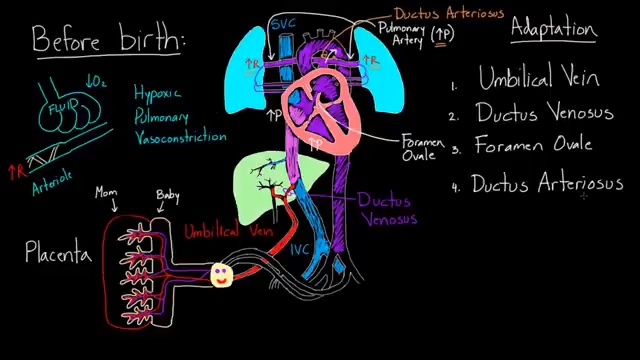 Before birth:
↓O₂
FLUID
Hypoxic
Pulmonary
Vasoconstriction
↑R
Arteriole
Mom
Baby
Placenta
Umbilical Vein
SVC
Ductus Arteriosus
Pulmonary
Artery (↑P)
↑R
↑R
↑P
↑P
Foramen
Ovale
Ductus
Venosus
IVC
Adaptation
1. Umbilical Vein
2. Ductus Venosus
3. Foramen Ovale
4. Ductus Arteriosus